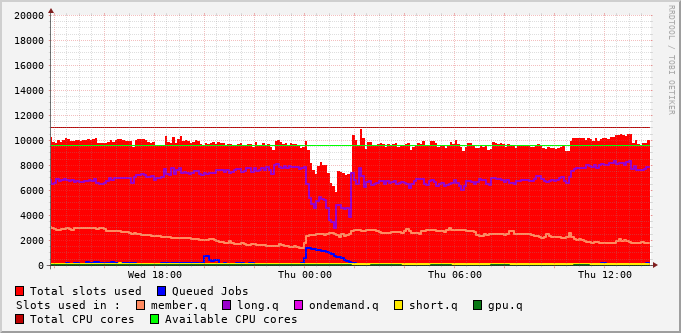 20000
18000
16000
14000
12000
10000
8000
6000
4000
2000
0
Wed 18:00 Thu 00:00 Thu 06:00 Thu 12:00
RRDTOOL / TOBI OETIKER
Total slots used Queued Jobs
Slots used in : member.q long.q ondemand.q short.q gpu.q
Total CPU cores Available CPU cores